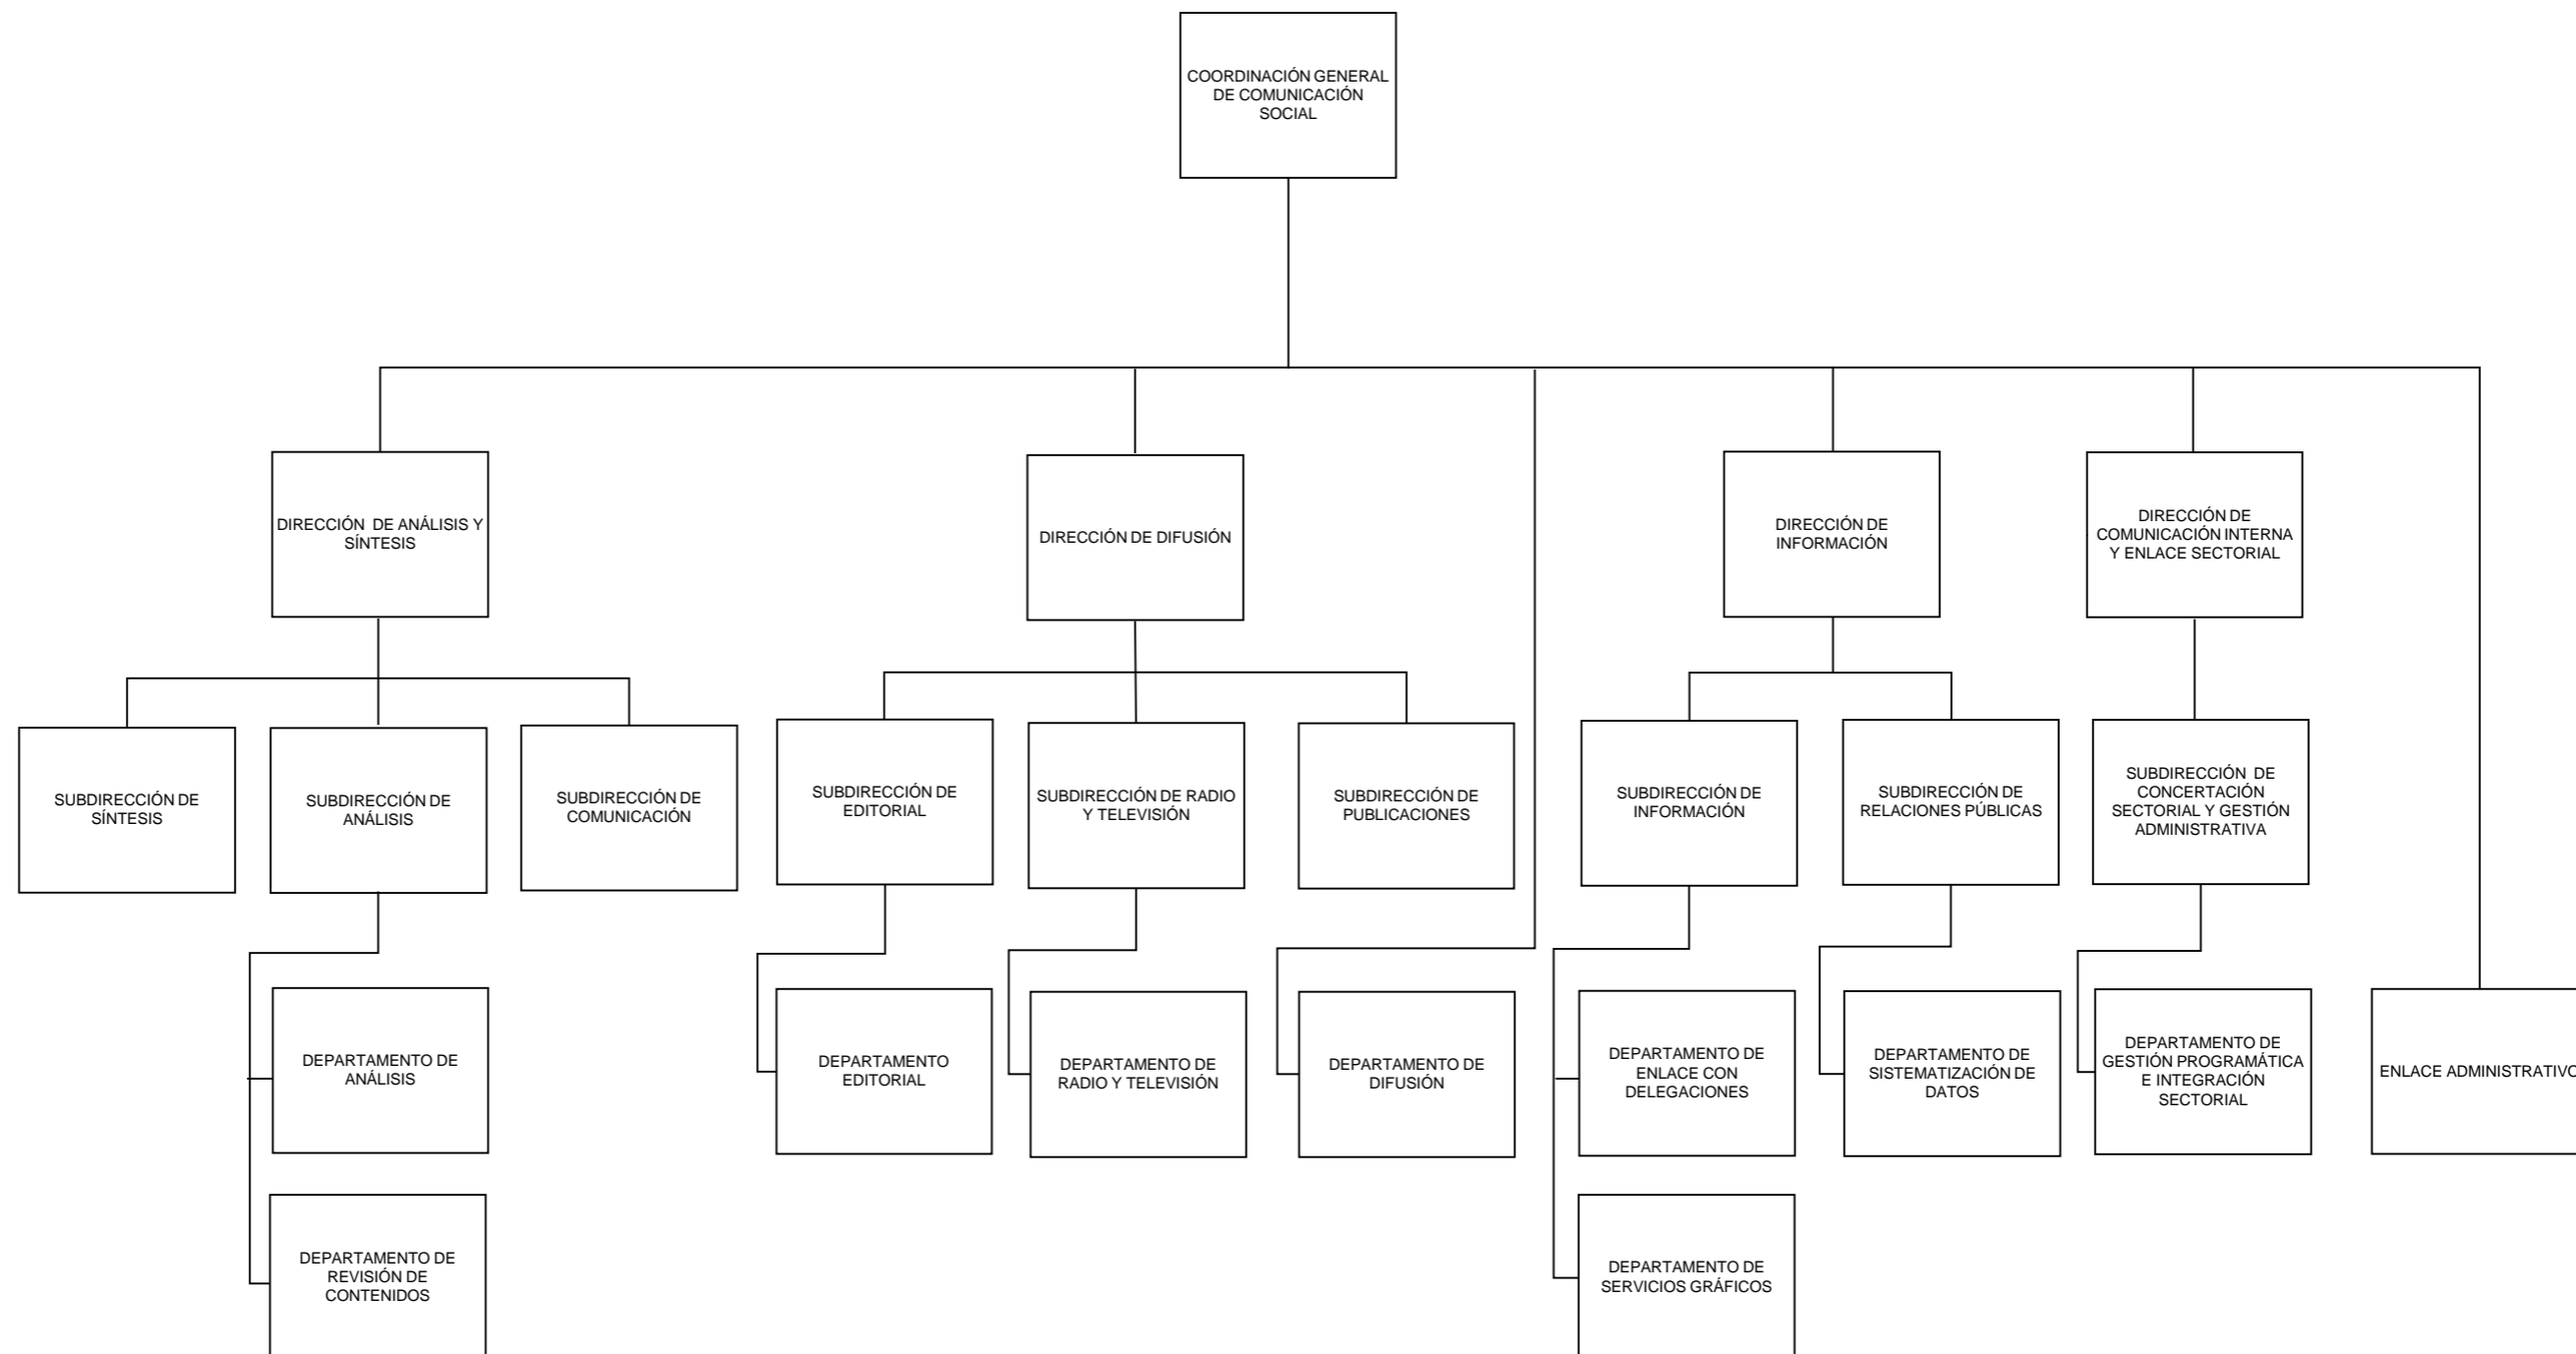 COORDINACIÓN GENERAL
DE COMUNICACIÓN
SOCIAL
DIRECCIÓN DE ANÁLISIS Y
SÍNTESIS
DIRECCIÓN DE DIFUSIÓN
DIRECCIÓN DE
INFORMACIÓN
DIRECCIÓN DE
COMUNICACIÓN INTERNA
Y ENLACE SECTORIAL
SUBDIRECCIÓN DE
SÍNTESIS
SUBDIRECCIÓN DE
ANÁLISIS
SUBDIRECCIÓN DE
COMUNICACIÓN
SUBDIRECCIÓN DE
EDITORIAL
SUBDIRECCIÓN DE RADIO
Y TELEVISIÓN
SUBDIRECCIÓN DE
PUBLICACIONES
SUBDIRECCIÓN DE
INFORMACIÓN
SUBDIRECCIÓN DE
RELACIONES PÚBLICAS
SUBDIRECCIÓN DE
CONCERTACIÓN
SECTORIAL Y GESTIÓN
ADMINISTRATIVA
DEPARTAMENTO DE
ANÁLISIS
DEPARTAMENTO
EDITORIAL
DEPARTAMENTO DE
RADIO Y TELEVISIÓN
DEPARTAMENTO DE
DIFUSIÓN
DEPARTAMENTO DE
ENLACE CON
DELEGACIONES
DEPARTAMENTO DE
SISTEMATIZACIÓN DE
DATOS
DEPARTAMENTO DE
GESTIÓN PROGRAMÁTICA
E INTEGRACIÓN
SECTORIAL
ENLACE ADMINISTRATIVO
DEPARTAMENTO DE
REVISIÓN DE
CONTENIDOS
DEPARTAMENTO DE
SERVICIOS GRÁFICOS